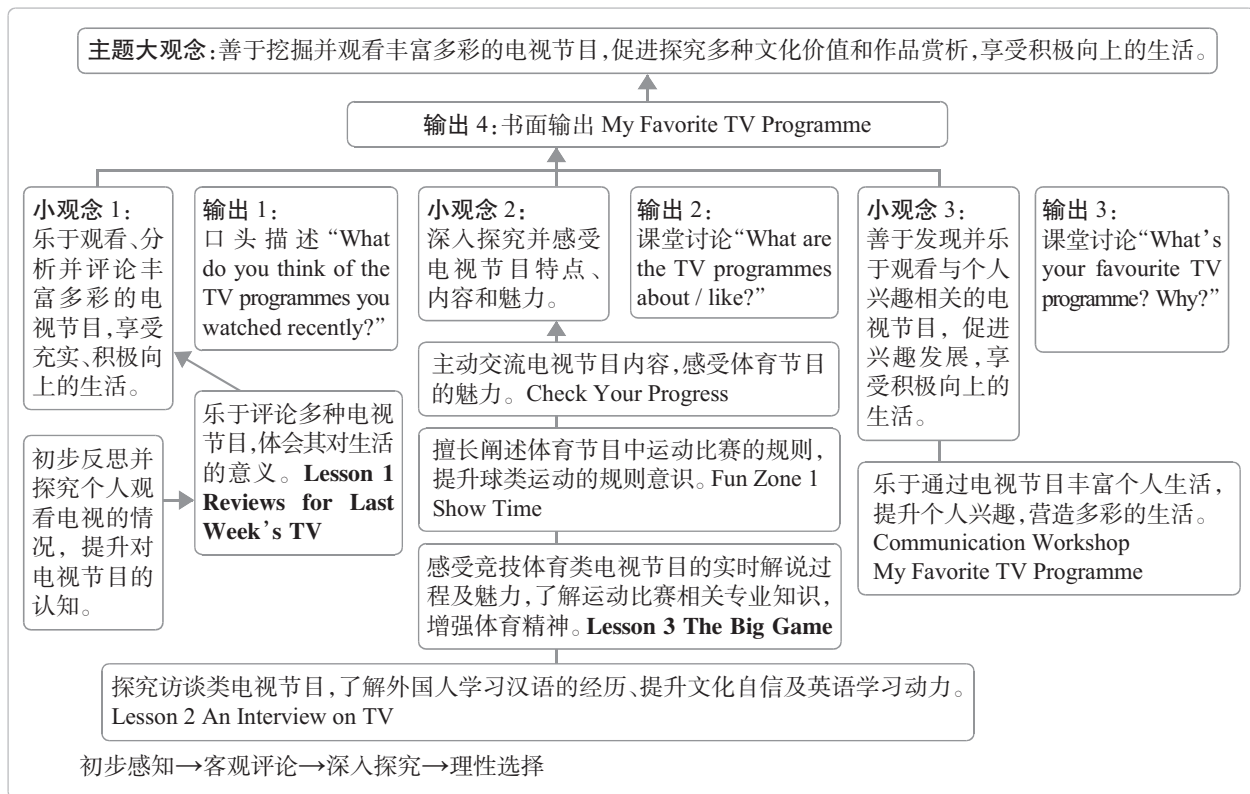 主题大观念：善于挖掘并观看丰富多彩的电视节目，促进探究多种文化价值和作品赏析，享受积极向上的生活。
输出 4：书面输出 My Favorite TV Programme
小观念 1：
乐于观看、分
析并评论丰
富多彩的电
视节目，享受
充实、积极向
上的生活。
输出 1：
口头描述“What
do you think of the
TV programmes you
watched recently?”
小观念 2：
深入探究并感受
电视节目特点、
内容和魅力。
输出 2：
课堂讨论“What are
the TV programmes
about / like?”
小观念 3：
善于发现并乐
于观看与个人
兴趣相关的电
视节目，促进
兴趣发展，享
受积极向上的
生活。
输出 3：
课堂讨论“What’s
your favourite TV
programme? Why?”
初步反思并
探究个人观
看电视的情
况，提升对
电视节目的
认知。
乐于评论多种电视
节目，体会其对生活
的意义。Lesson 1
Reviews for Last
Week’s TV
主动交流电视节目内容，感受体育节目
的魅力。Check Your Progress
擅长阐述体育节目中运动比赛的规则，
提升球类运动的规则意识。Fun Zone 1
Show Time
感受竞技体育类电视节目的实时解说过
程及魅力，了解运动比赛相关专业知识，
增强体育精神。Lesson 3 The Big Game
乐于通过电视节目丰富个人生活，
提升个人兴趣，营造多彩的生活。
Communication Workshop
My Favorite TV Programme
探究访谈类电视节目，了解外国人学习汉语的经历、提升文化自信及英语学习动力。
Lesson 2 An Interview on TV
初步感知→客观评论→深入探究→理性选择